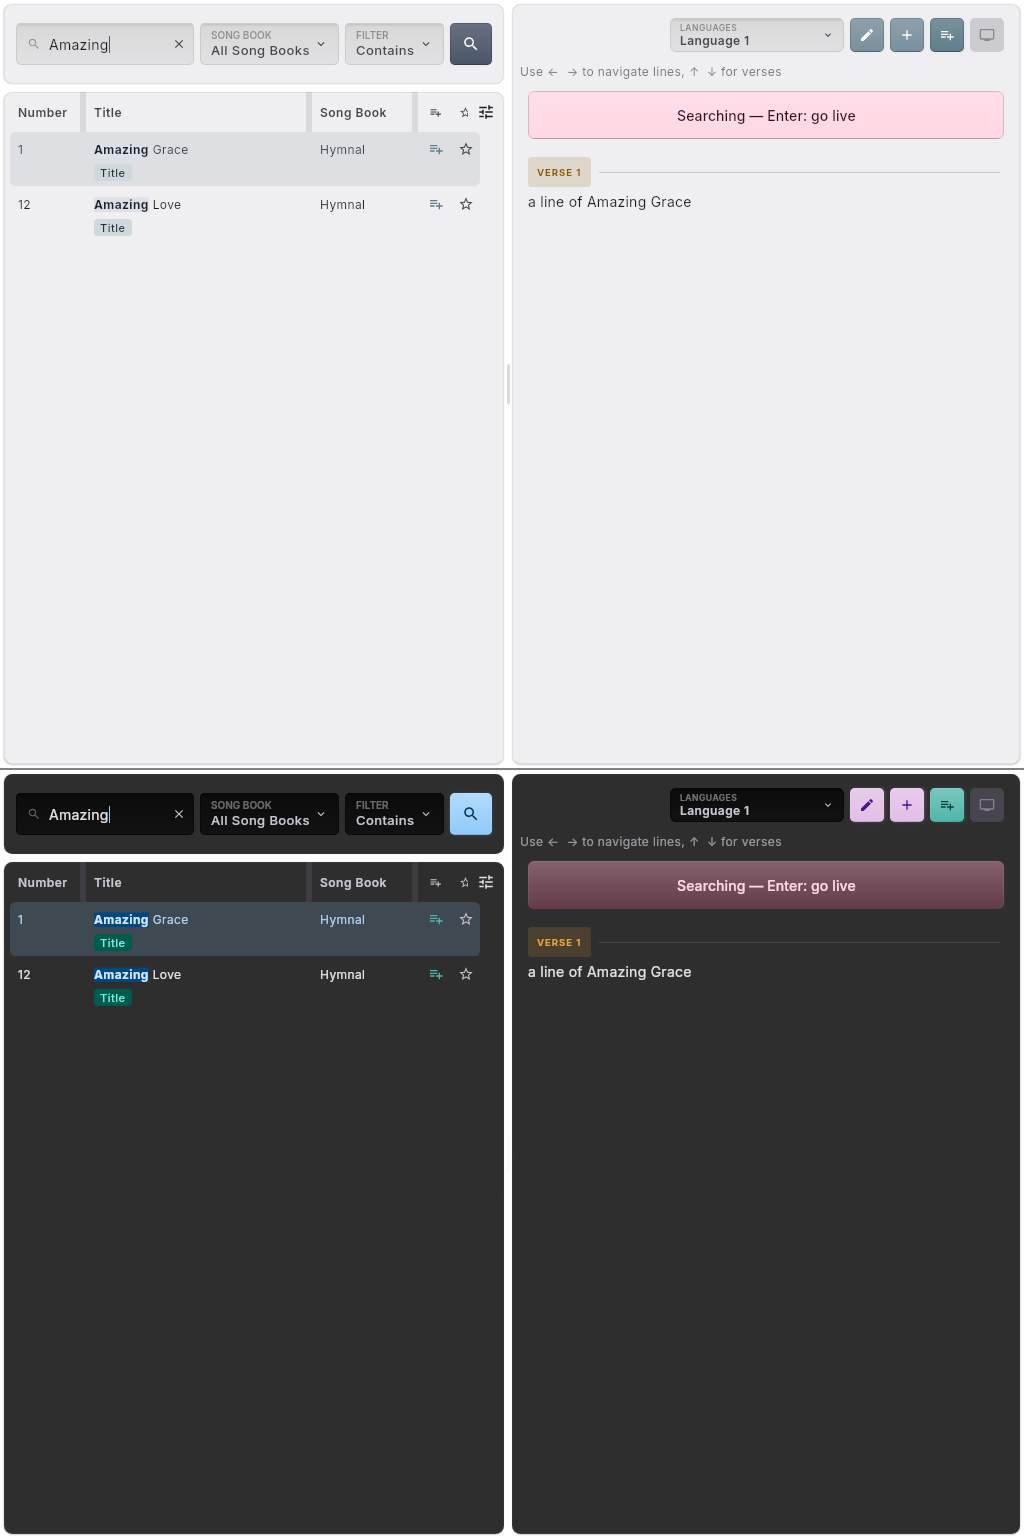 Amazing
SONG BOOK
All Song Books
FILTER
Contains
Number Title Song Book
1 Amazing Grace Hymnal
Title
12 Amazing Love Hymnal
Title
LANGUAGES
Language 1
Use ← → to navigate lines, ↑ ↓ for verses
Searching — Enter: go live
VERSE 1
a line of Amazing Grace
Amazing
SONG BOOK
All Song Books
FILTER
Contains
Number Title Song Book
1 Amazing Grace Hymnal
Title
12 Amazing Love Hymnal
Title
LANGUAGES
Language 1
Use ← → to navigate lines, ↑ ↓ for verses
Searching — Enter: go live
VERSE 1
a line of Amazing Grace